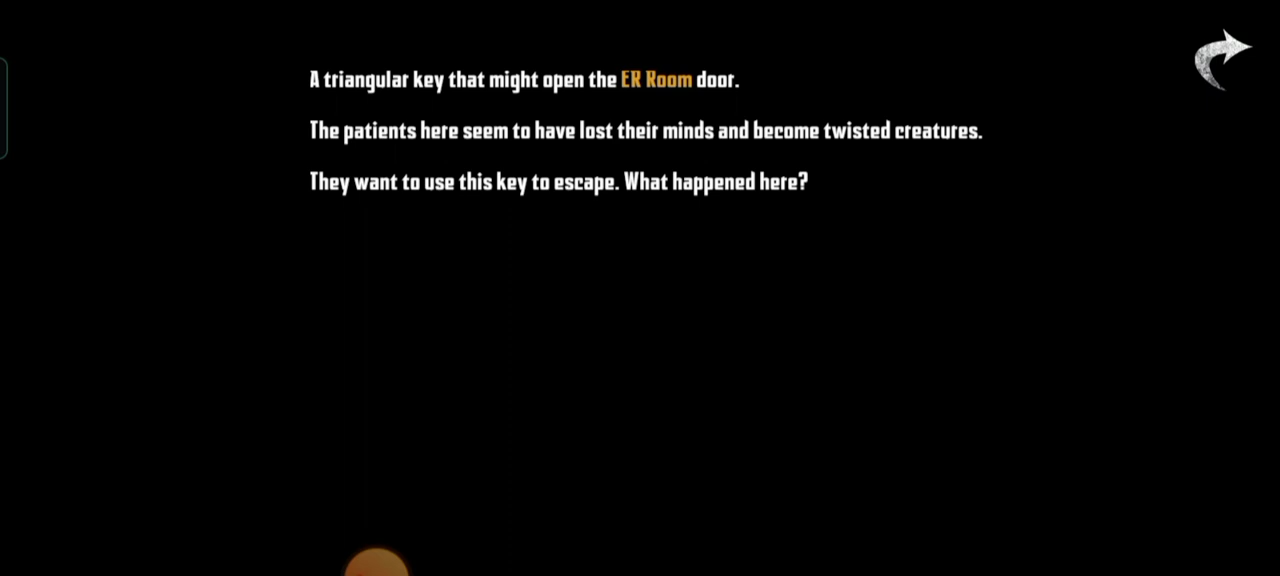 A triangular key that might open the ER Room door.
The patients here seem to have lost their minds and become twisted creatures.
They want to use this key to escape. What happened here?